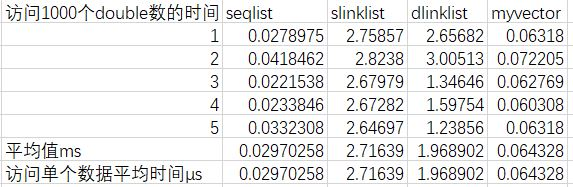 访问1000个double数的时间 seqlist slinklist dlinklist myvector
1 0.0278975 2.75857 2.65682 0.06318
2 0.0418462 2.8238 3.00513 0.072205
3 0.0221538 2.67979 1.34646 0.062769
4 0.0233846 2.67282 1.59754 0.060308
5 0.0332308 2.64697 1.23856 0.06318
平均值ms 0.02970258 2.71639 1.968902 0.064328
访问单个数据平均时间μs 0.02970258 2.71639 1.968902 0.064328